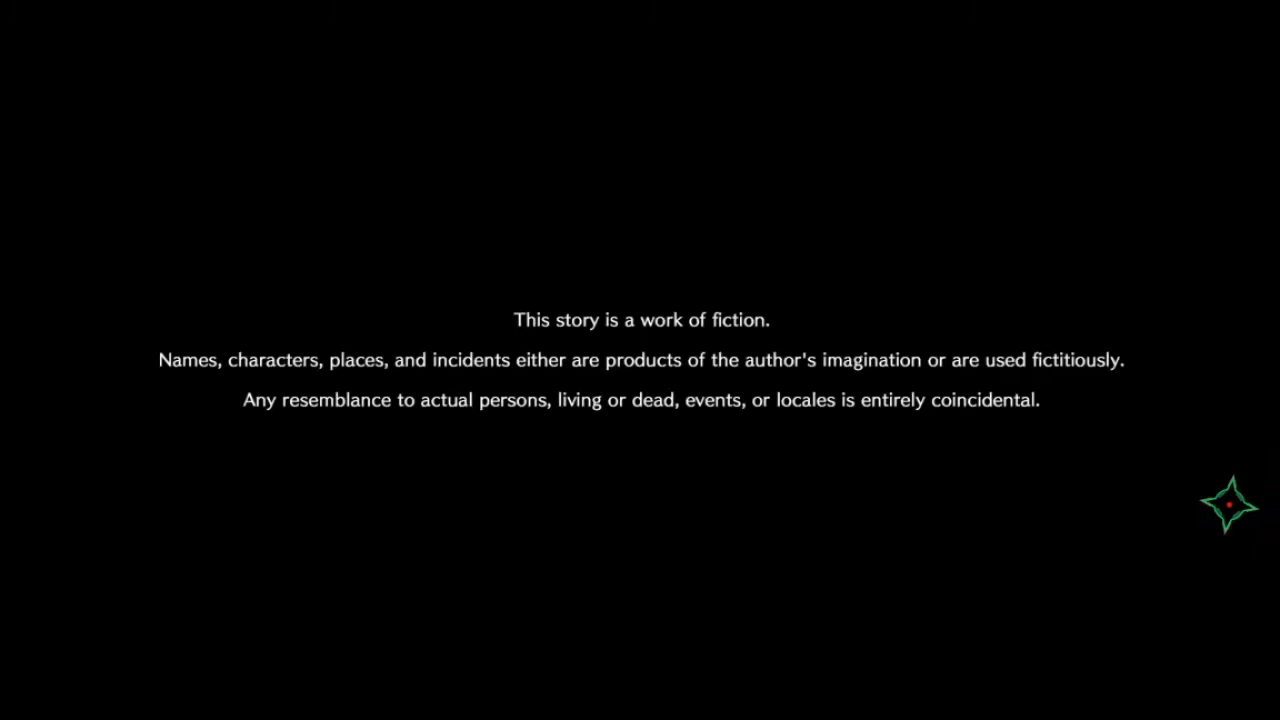 This story is a work of fiction.
Names, characters, places, and incidents either are products of the author's imagination or are used fictitiously.
Any resemblance to actual persons, living or dead, events, or locales is entirely coincidental.